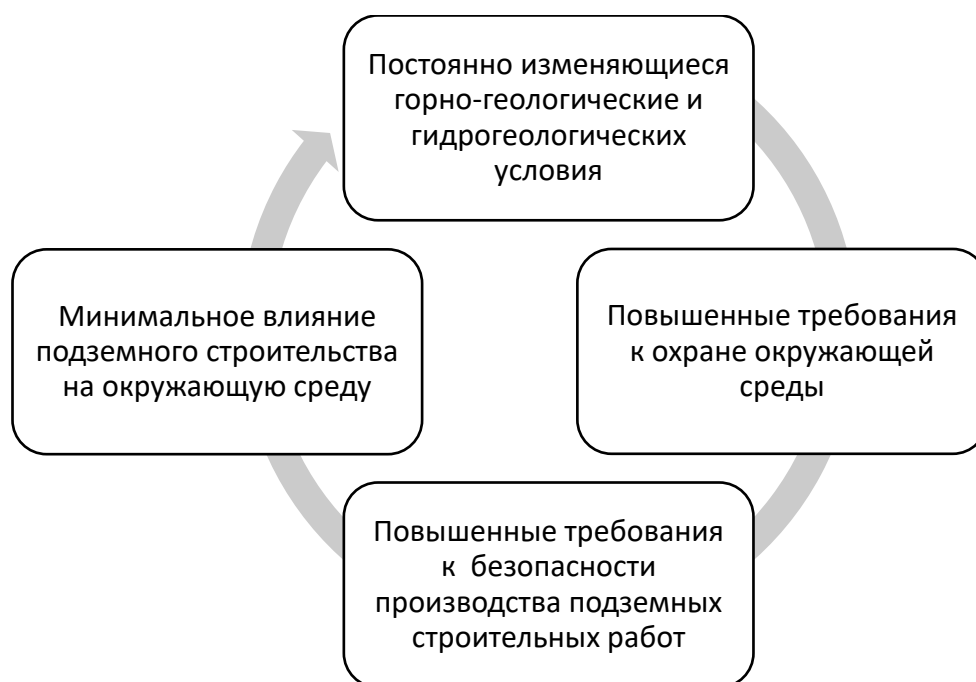 Постоянно изменяющиеся
горно-геологические и
гидрогеологических
условия
Повышенные требования
к охране окружающей
среды
Повышенные требования
к  безопасности
производства подземных
строительных работ
Минимальное влияние
подземного строительства
на окружающую среду